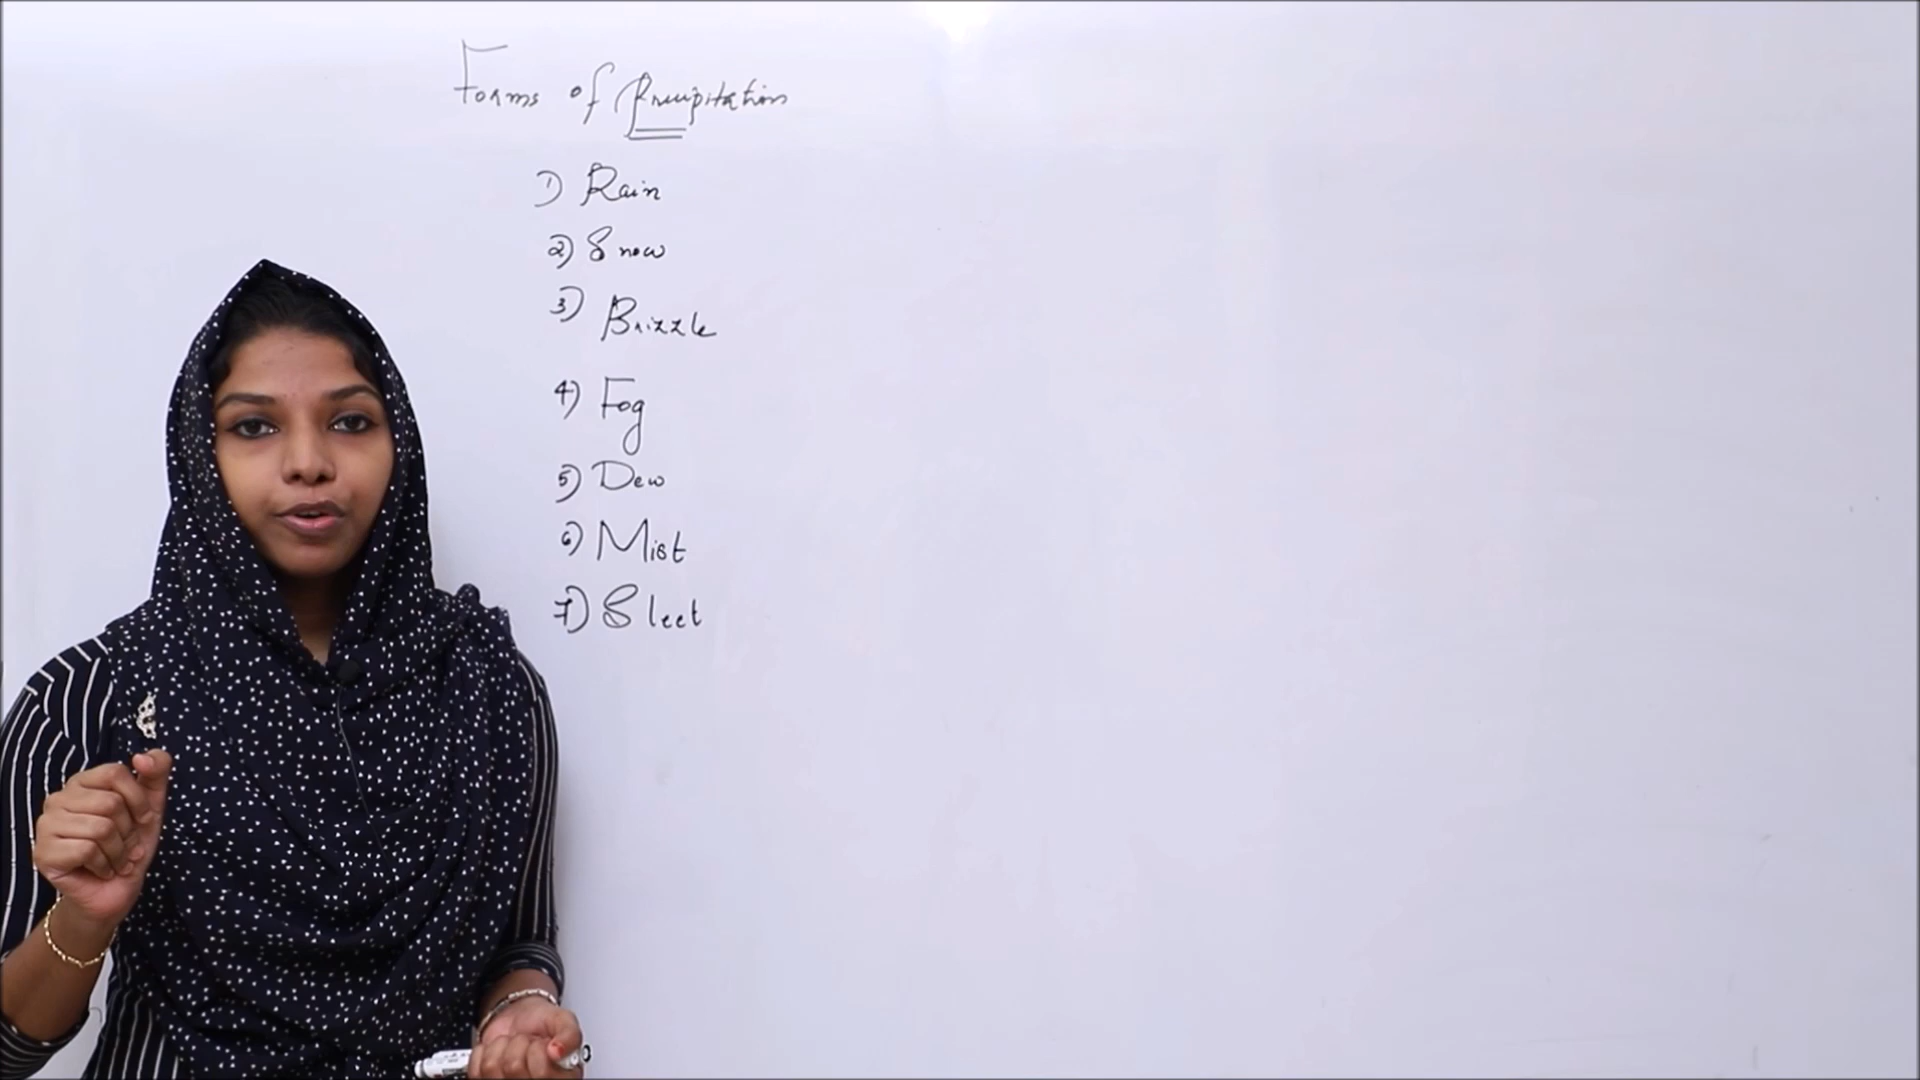 Forms of Precipitation
1) Rain
2) Snow
3) Drizzle
4) Fog
5) Dew
6) Mist
7) Sleet